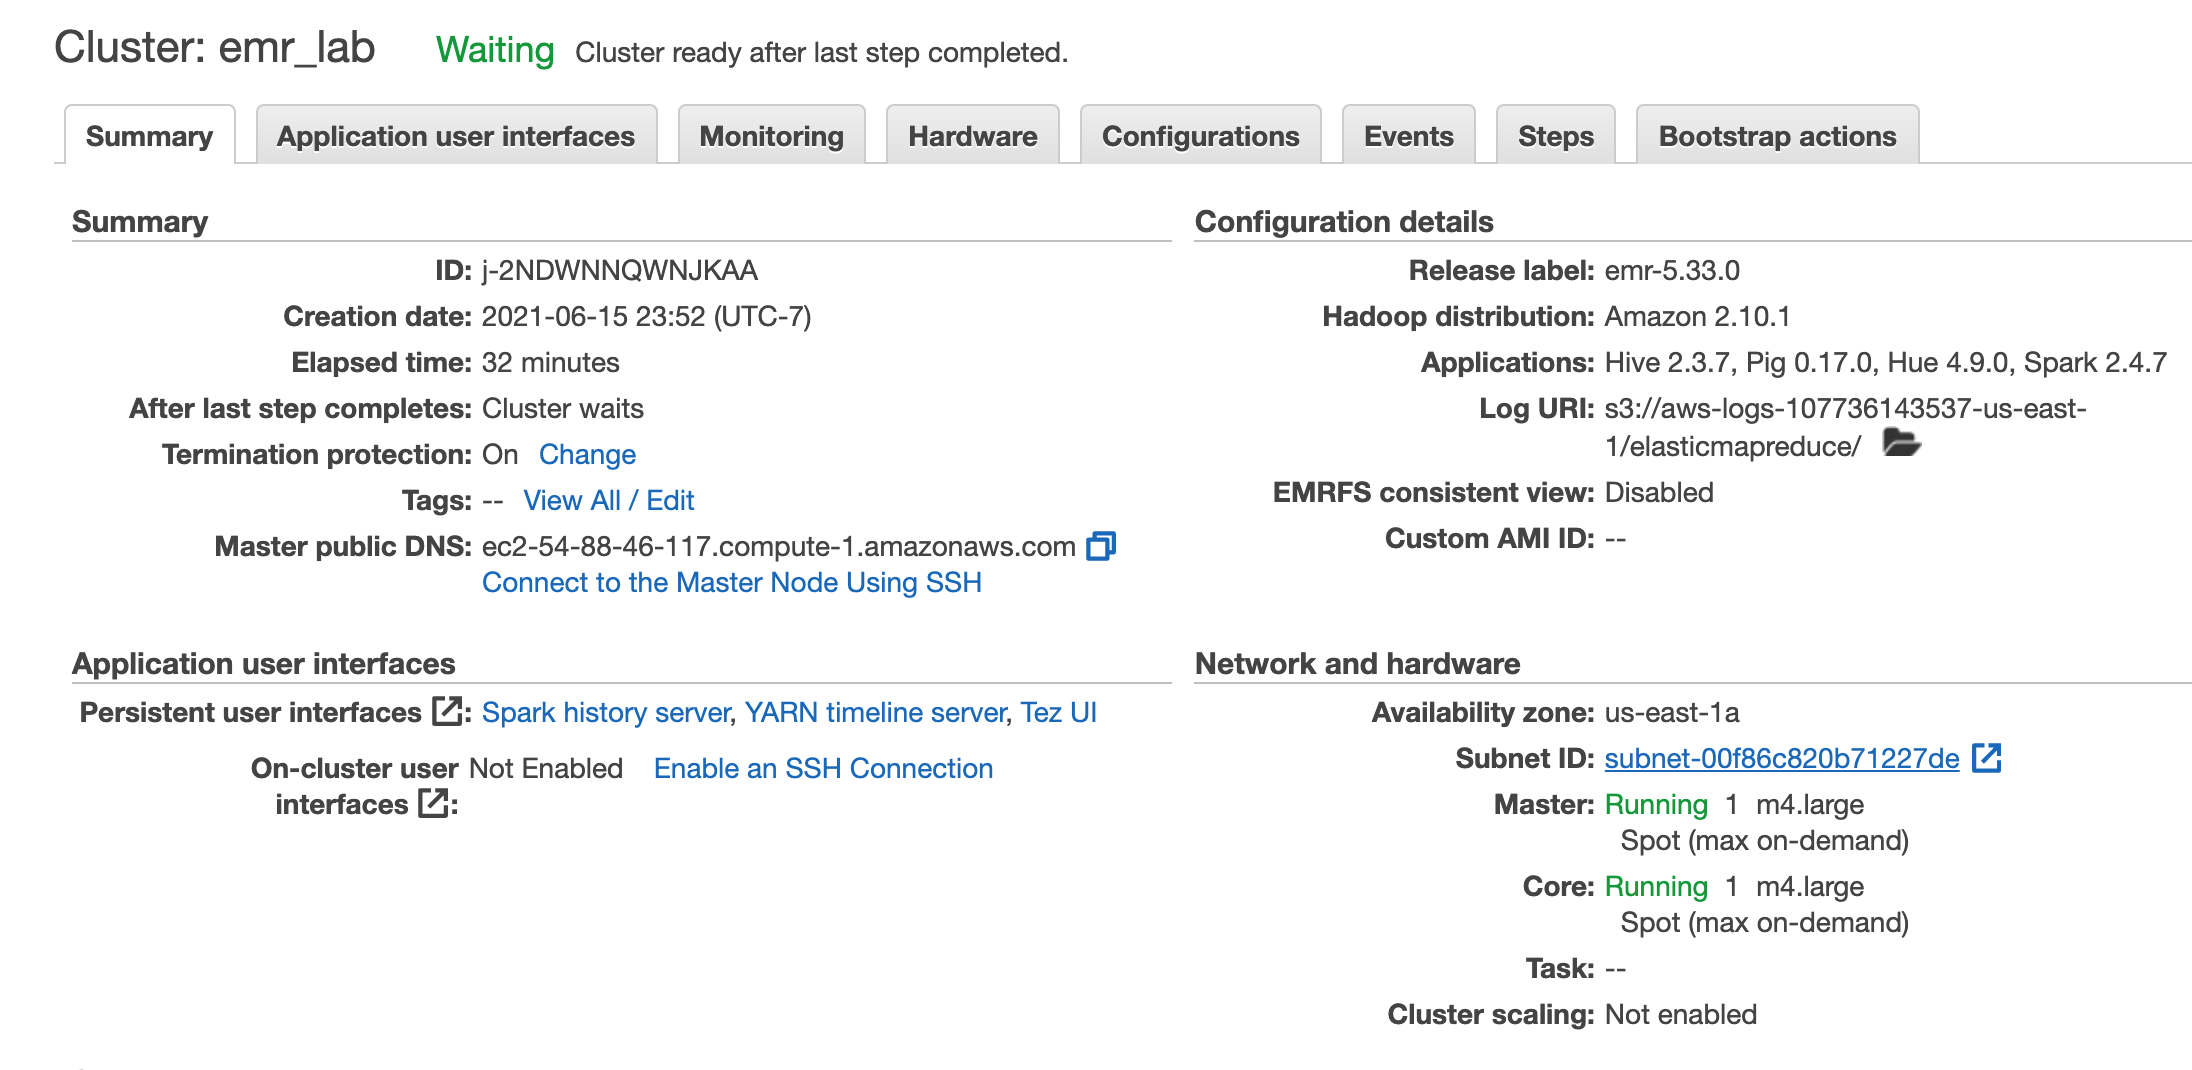 Cluster: emr_lab Waiting Cluster ready after last step completed.
Summary Application user interfaces Monitoring Hardware Configurations Events Steps Bootstrap actions
Summary
ID: j-2NDWNNQWNJKAA
Creation date: 2021-06-15 23:52 (UTC-7)
Elapsed time: 32 minutes
After last step completes: Cluster waits
Termination protection: On Change
Tags: -- View All / Edit
Master public DNS: ec2-54-88-46-117.compute-1.amazonaws.com
Connect to the Master Node Using SSH
Configuration details
Release label: emr-5.33.0
Hadoop distribution: Amazon 2.10.1
Applications: Hive 2.3.7, Pig 0.17.0, Hue 4.9.0, Spark 2.4.7
Log URI: s3://aws-logs-107736143537-us-east-
1/elasticmapreduce/
EMRFS consistent view: Disabled
Custom AMI ID: --
Application user interfaces
Persistent user interfaces : Spark history server, YARN timeline server, Tez UI
On-cluster user Not Enabled Enable an SSH Connection
interfaces :
Network and hardware
Availability zone: us-east-1a
Subnet ID: subnet-00f86c820b71227de
Master: Running 1 m4.large
Spot (max on-demand)
Core: Running 1 m4.large
Spot (max on-demand)
Task: --
Cluster scaling: Not enabled